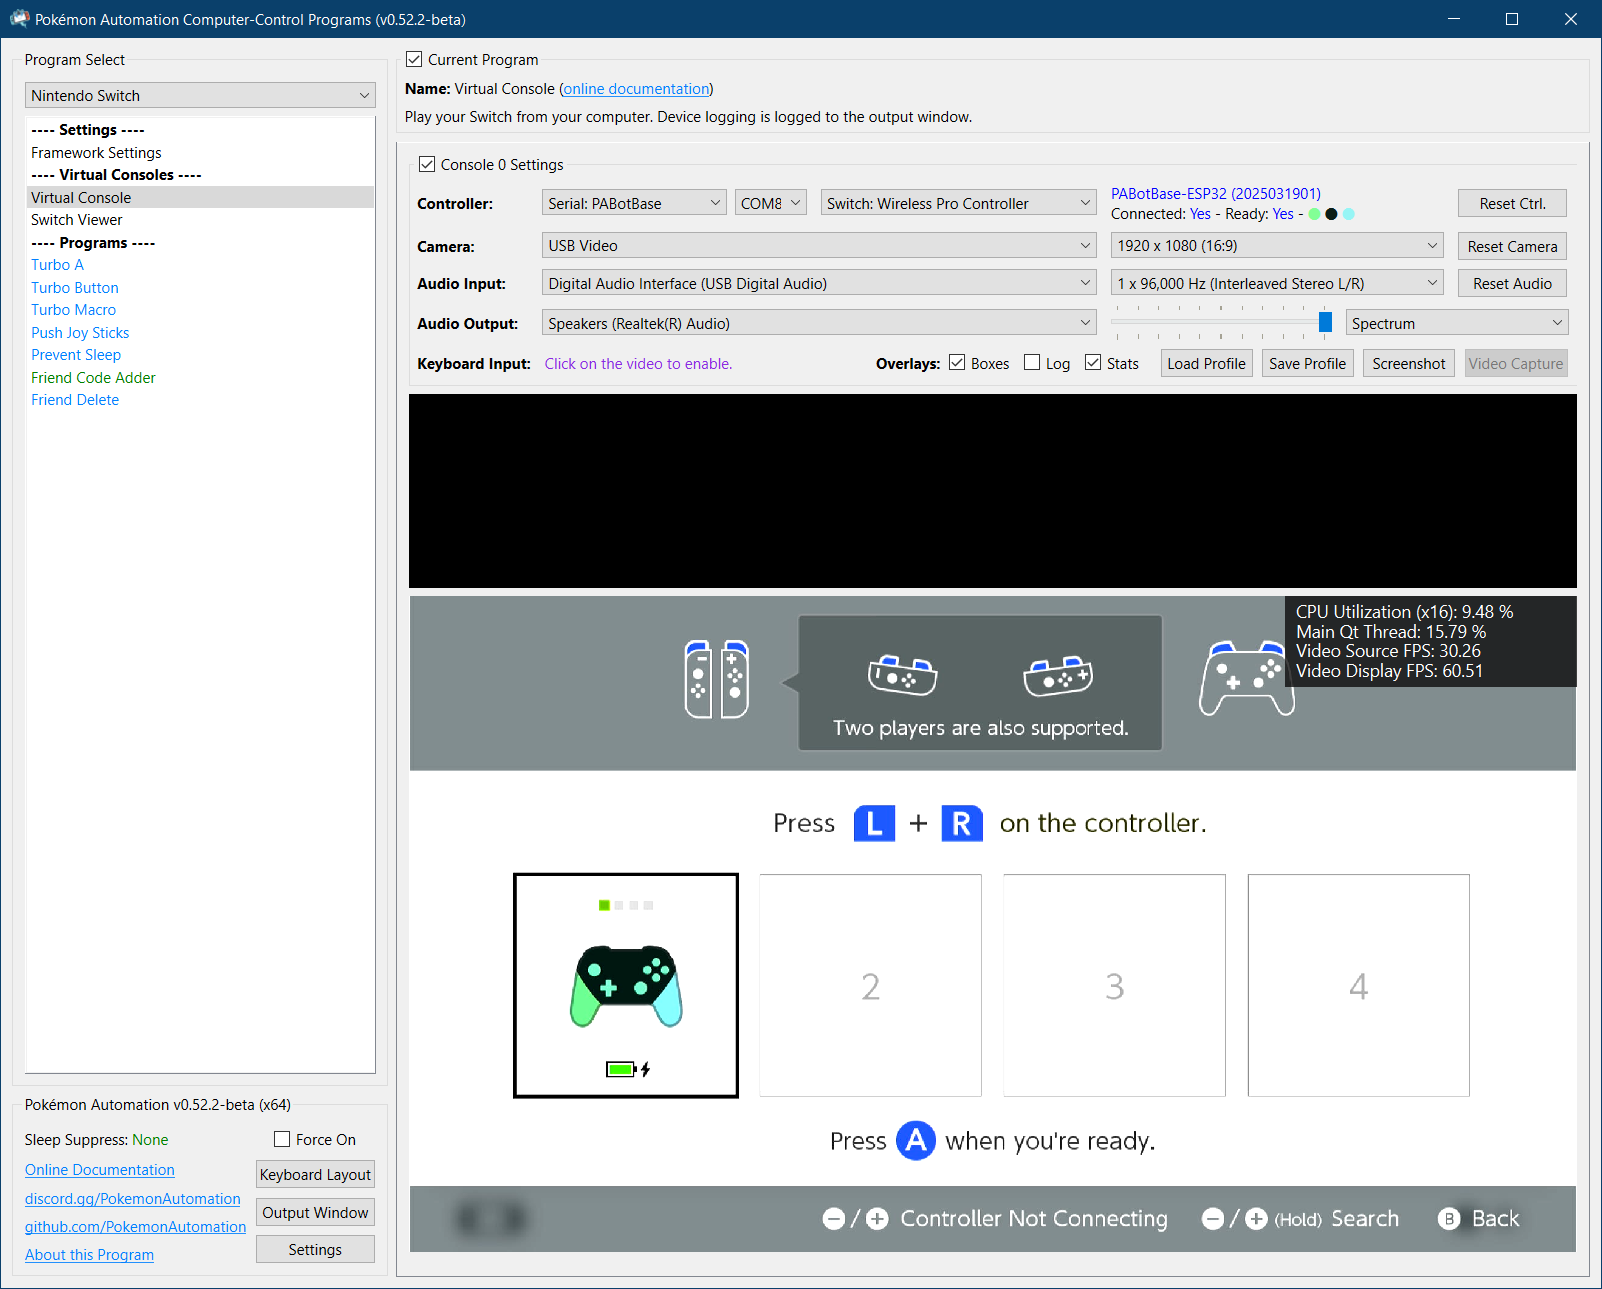 Pokémon Automation Computer-Control Programs (v0.52.2-beta)
Program Select
Nintendo Switch
---- Settings ----
Framework Settings
---- Virtual Consoles ----
Virtual Console
Switch Viewer
---- Programs ----
Turbo A
Turbo Button
Turbo Macro
Push Joy Sticks
Prevent Sleep
Friend Code Adder
Friend Delete
Pokémon Automation v0.52.2-beta (x64)
Sleep Suppress: None
Force On
Online Documentation
Keyboard Layout
discord.gg/PokemonAutomation
Output Window
github.com/PokemonAutomation
Settings
About this Program
Current Program
Name: Virtual Console (online documentation)
Play your Switch from your computer. Device logging is logged to the output window.
Console 0 Settings
Controller: Serial: PABotBase COM8 Switch: Wireless Pro Controller
PABotBase-ESP32 (2025031901)
Connected: Yes - Ready: Yes -
Reset Ctrl.
Camera: USB Video 1920 x 1080 (16:9) Reset Camera
Audio Input: Digital Audio Interface (USB Digital Audio) 1 x 96,000 Hz (Interleaved Stereo L/R) Reset Audio
Audio Output: Speakers (Realtek(R) Audio) Spectrum
Keyboard Input: Click on the video to enable. Overlays: Boxes Log Stats Load Profile Save Profile Screenshot Video Capture
CPU Utilization (x16): 9.48 %
Main Qt Thread: 15.79 %
Video Source FPS: 30.26
Video Display FPS: 60.51
Two players are also supported.
Press L + R on the controller.
2
3
4
Press A when you're ready.
Controller Not Connecting
(Hold) Search
B Back